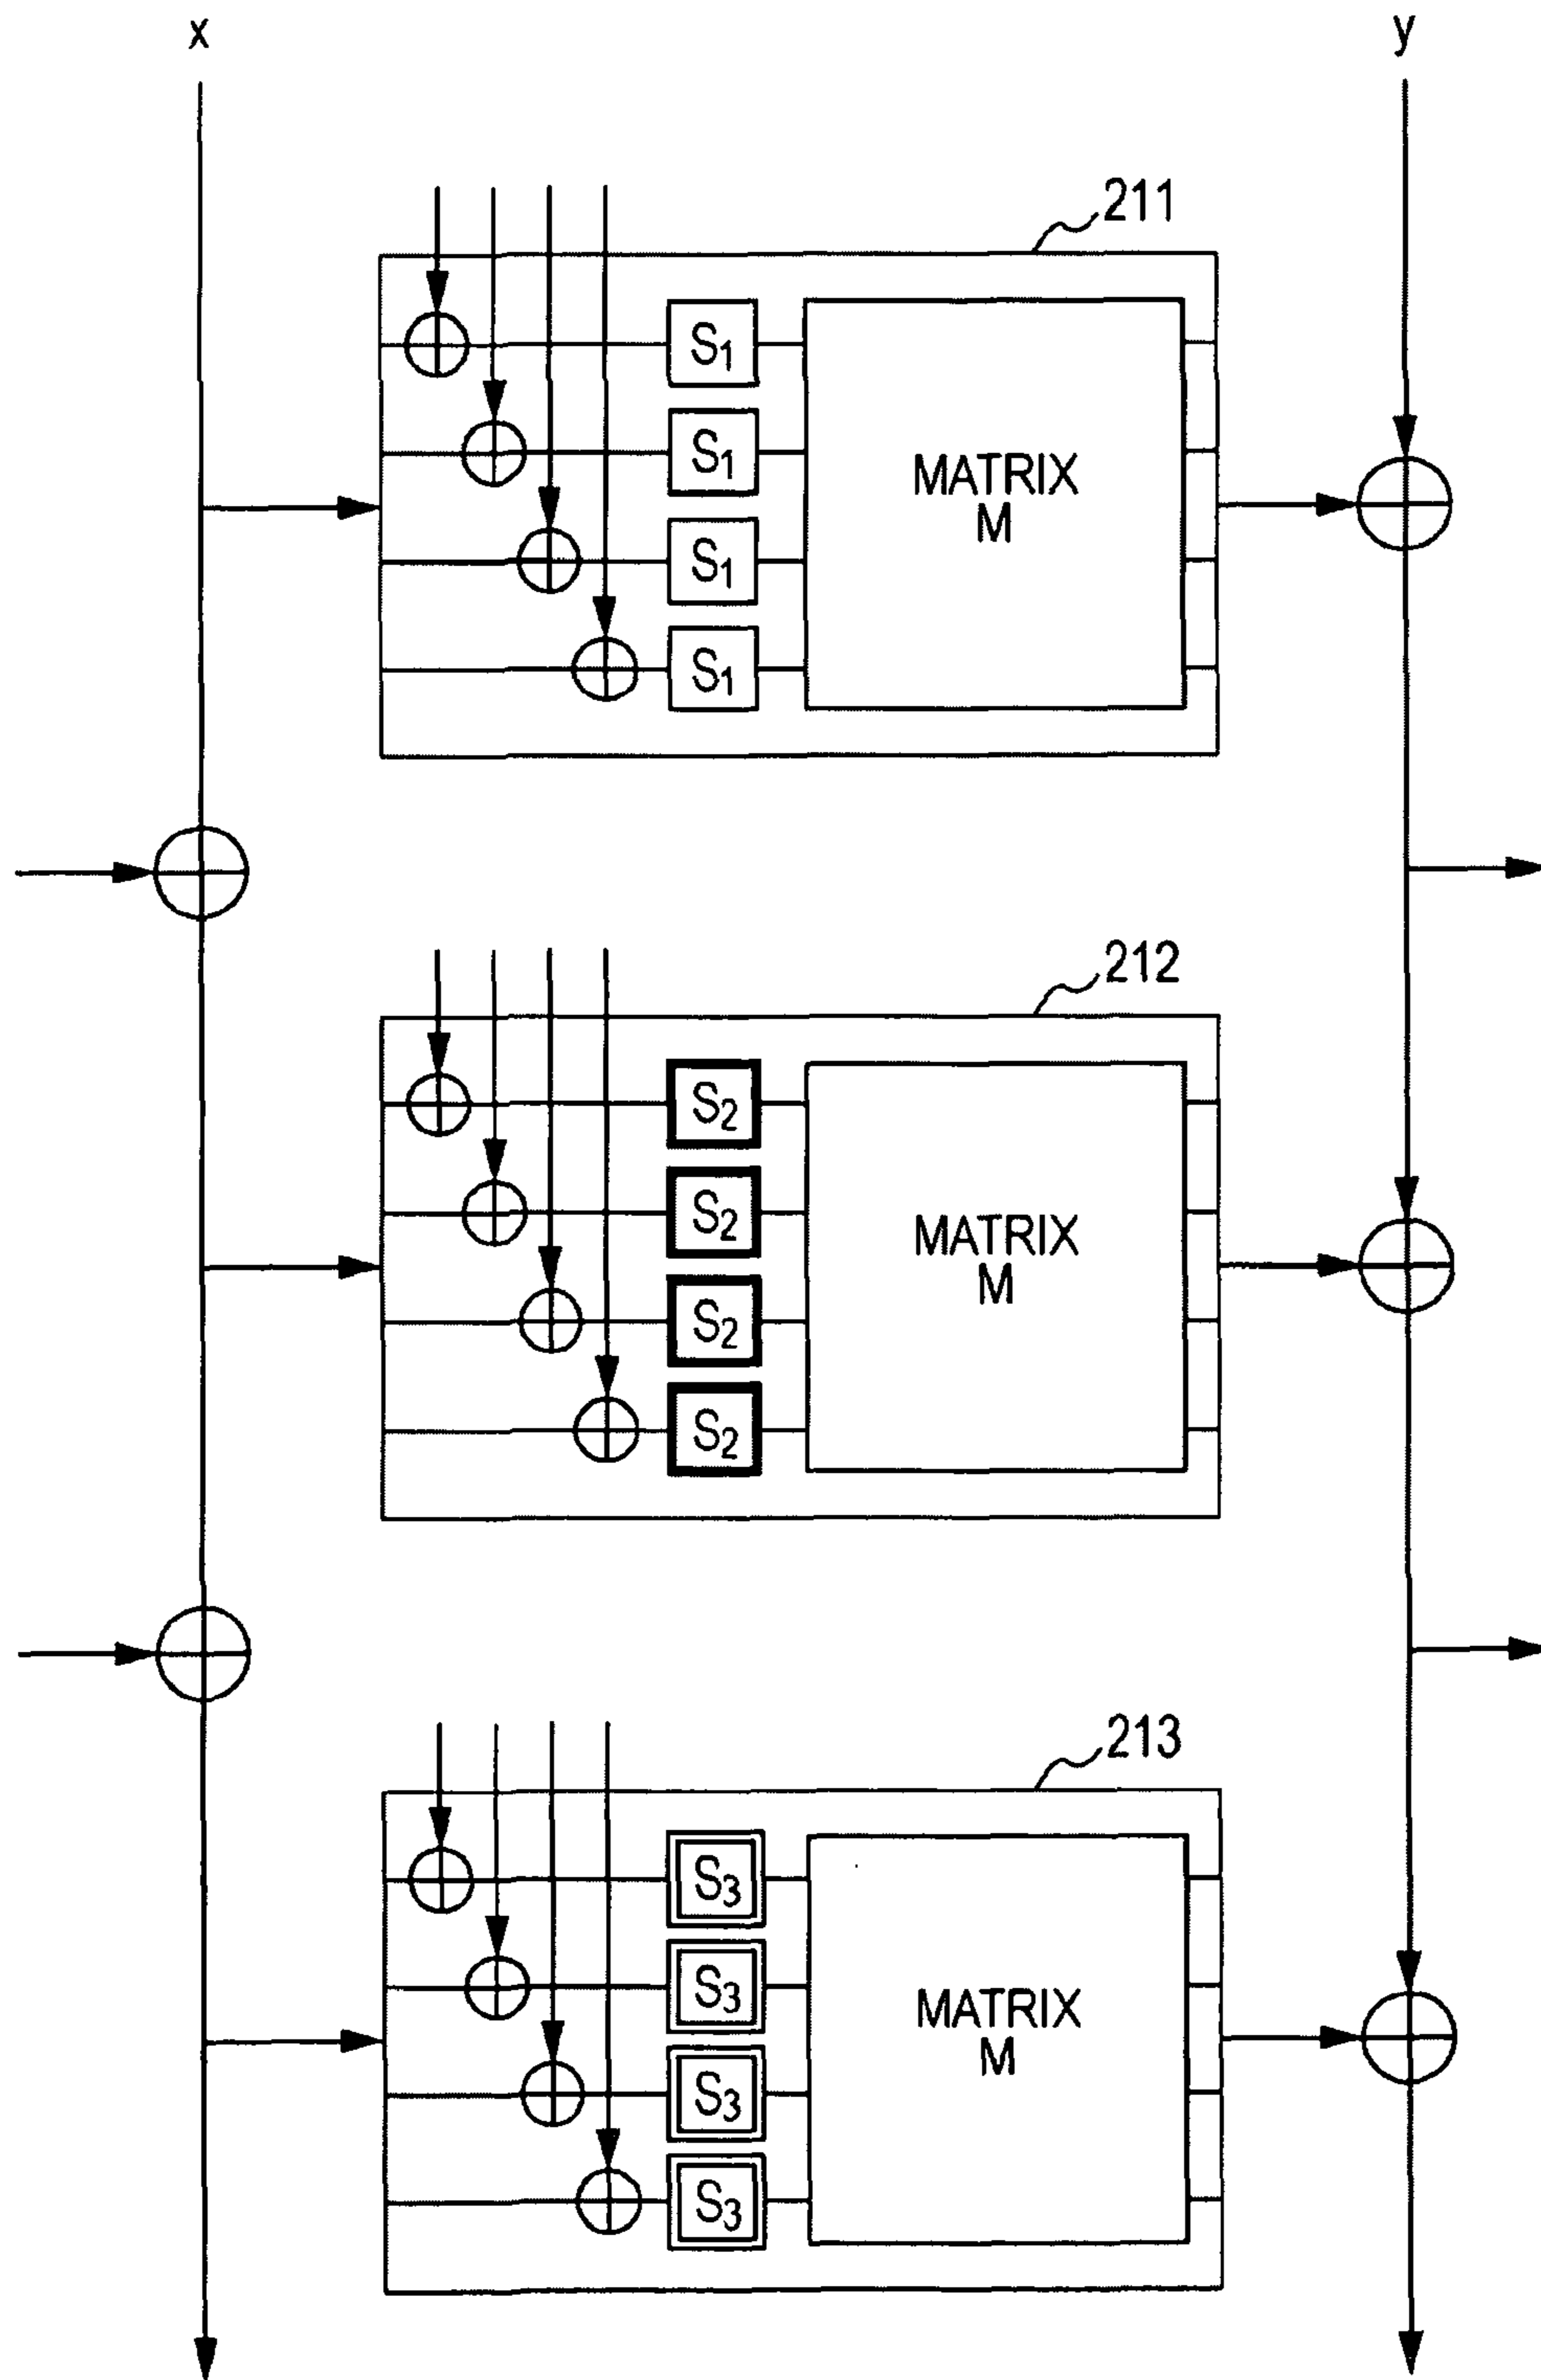 x
y
211
S₁
S₁
S₁
S₁
MATRIX
M
212
S₂
S₂
S₂
S₂
MATRIX
M
213
S₃
S₃
S₃
S₃
MATRIX
M